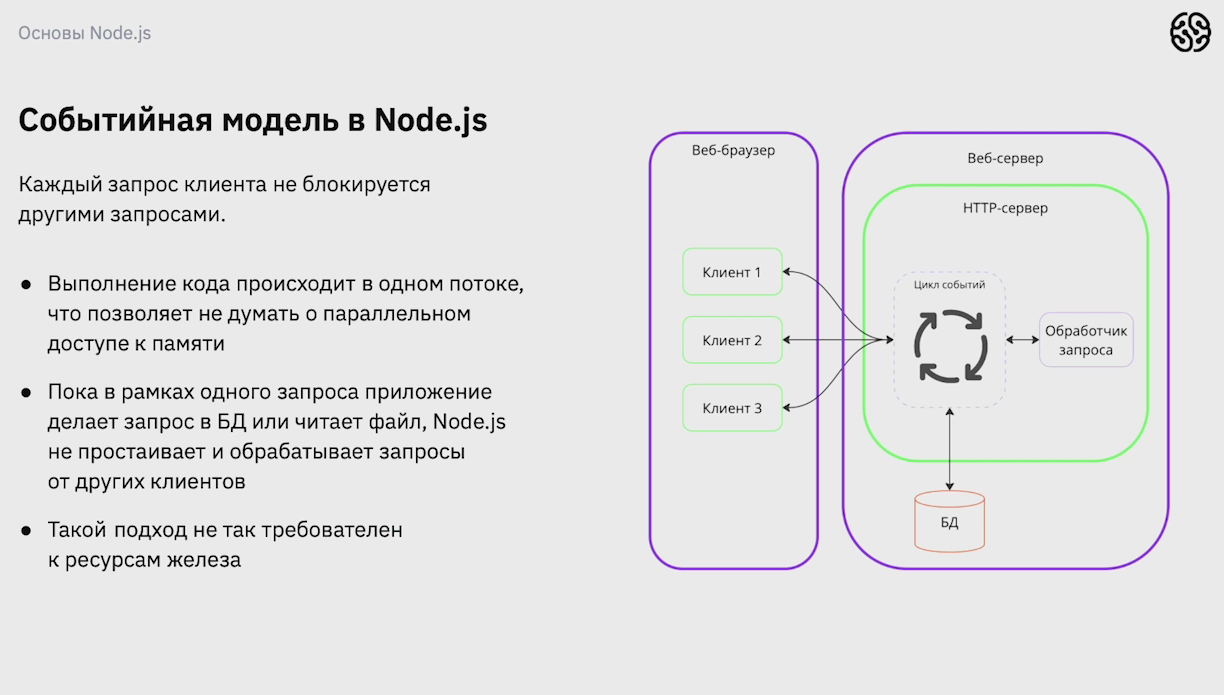 Основы Node.js
Событийная модель в Node.js
Каждый запрос клиента не блокируется
другими запросами.
● Выполнение кода происходит в одном потоке,
что позволяет не думать о параллельном
доступе к памяти
● Пока в рамках одного запроса приложение
делает запрос в БД или читает файл, Node.js
не простаивает и обрабатывает запросы
от других клиентов
● Такой подход не так требователен
к ресурсам железа
Веб-браузер
Клиент 1
Клиент 2
Клиент 3
Веб-сервер
HTTP-сервер
Цикл событий
Обработчик
запроса
БД